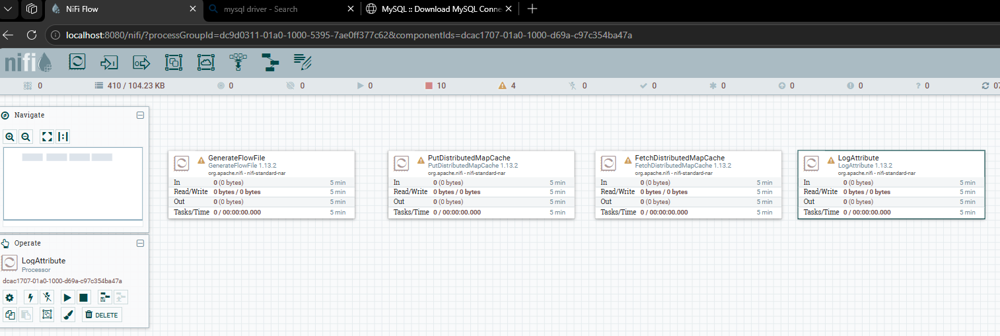 NiFi Flow
mysql driver - Search
MySQL :: Download MySQL Conne
localhost:8080/nifi/?processGroupId=dc9d0311-01a0-1000-5395-7ae0ff377c62&componentIds=dcac1707-01a0-1000-d69a-c97c354ba47a
nifi
0 410 / 104.23 KB 0 0 0 10 4 0 0 0 0 0 0 07
Navigate
GenerateFlowFile
GenerateFlowFile 1.13.2
org.apache.nifi - nifi-standard-nar
In 0 (0 bytes) 5 min
Read/Write 0 bytes / 0 bytes 5 min
Out 0 (0 bytes) 5 min
Tasks/Time 0 / 00:00:00.000 5 min
PutDistributedMapCache
PutDistributedMapCache 1.13.2
org.apache.nifi - nifi-standard-nar
In 0 (0 bytes) 5 min
Read/Write 0 bytes / 0 bytes 5 min
Out 0 (0 bytes) 5 min
Tasks/Time 0 / 00:00:00.000 5 min
FetchDistributedMapCache
FetchDistributedMapCache 1.13.2
org.apache.nifi - nifi-standard-nar
In 0 (0 bytes) 5 min
Read/Write 0 bytes / 0 bytes 5 min
Out 0 (0 bytes) 5 min
Tasks/Time 0 / 00:00:00.000 5 min
LogAttribute
LogAttribute 1.13.2
org.apache.nifi - nifi-standard-nar
In 0 (0 bytes) 5 min
Read/Write 0 bytes / 0 bytes 5 min
Out 0 (0 bytes) 5 min
Tasks/Time 0 / 00:00:00.000 5 min
Operate
LogAttribute
Processor
dcac1707-01a0-1000-d69a-c97c354ba47a
DELETE